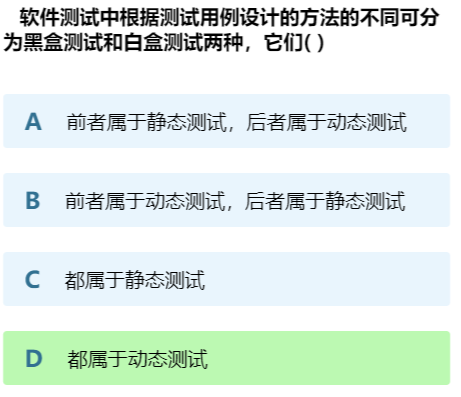 软件测试中根据测试用例设计的方法的不同可分
为黑盒测试和白盒测试两种，它们( )
A 前者属于静态测试，后者属于动态测试
B 前者属于动态测试，后者属于静态测试
C 都属于静态测试
D 都属于动态测试